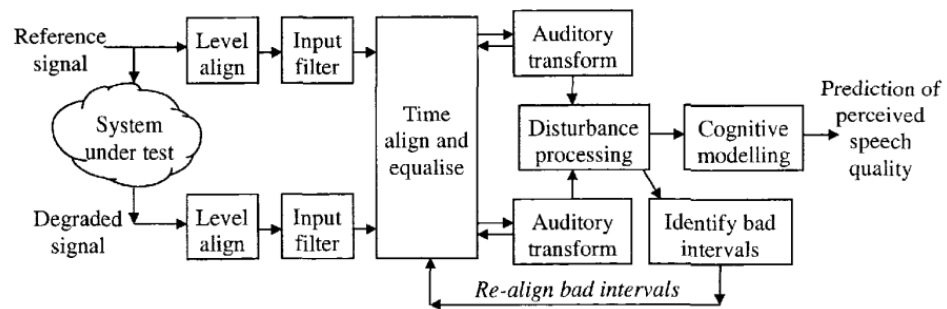 Reference
signal
Level
align
Input
filter
Time
align and
equalise
Auditory
transform
System
under test
Disturbance
processing
Cognitive
modelling
Prediction of
perceived
speech
quality
Degraded
signal
Level
align
Input
filter
Auditory
transform
Identify bad
intervals
Re-align bad intervals